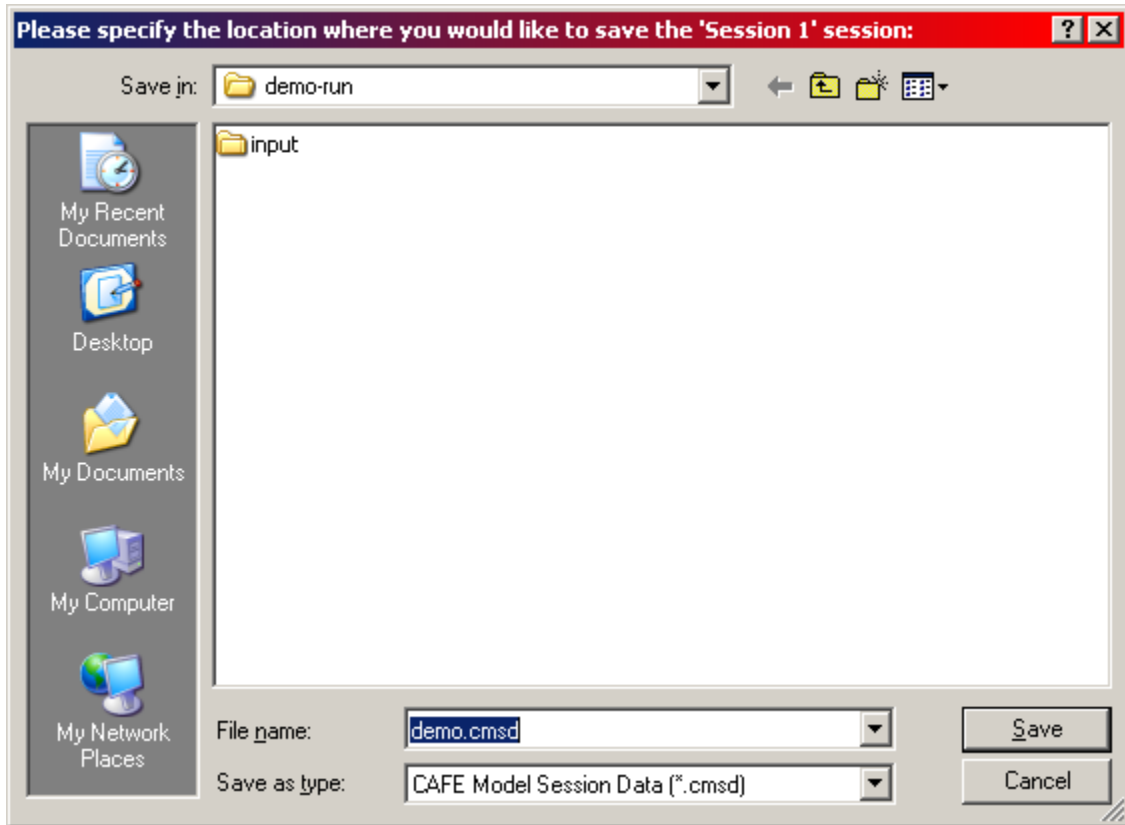 Please specify the location where you would like to save the 'Session 1' session:
Save in:
demo-run
input
My Recent
Documents
Desktop
My Documents
My Computer
My Network
Places
File name:
demo.cmsd
Save
Save as type:
CAFE Model Session Data (*.cmsd)
Cancel